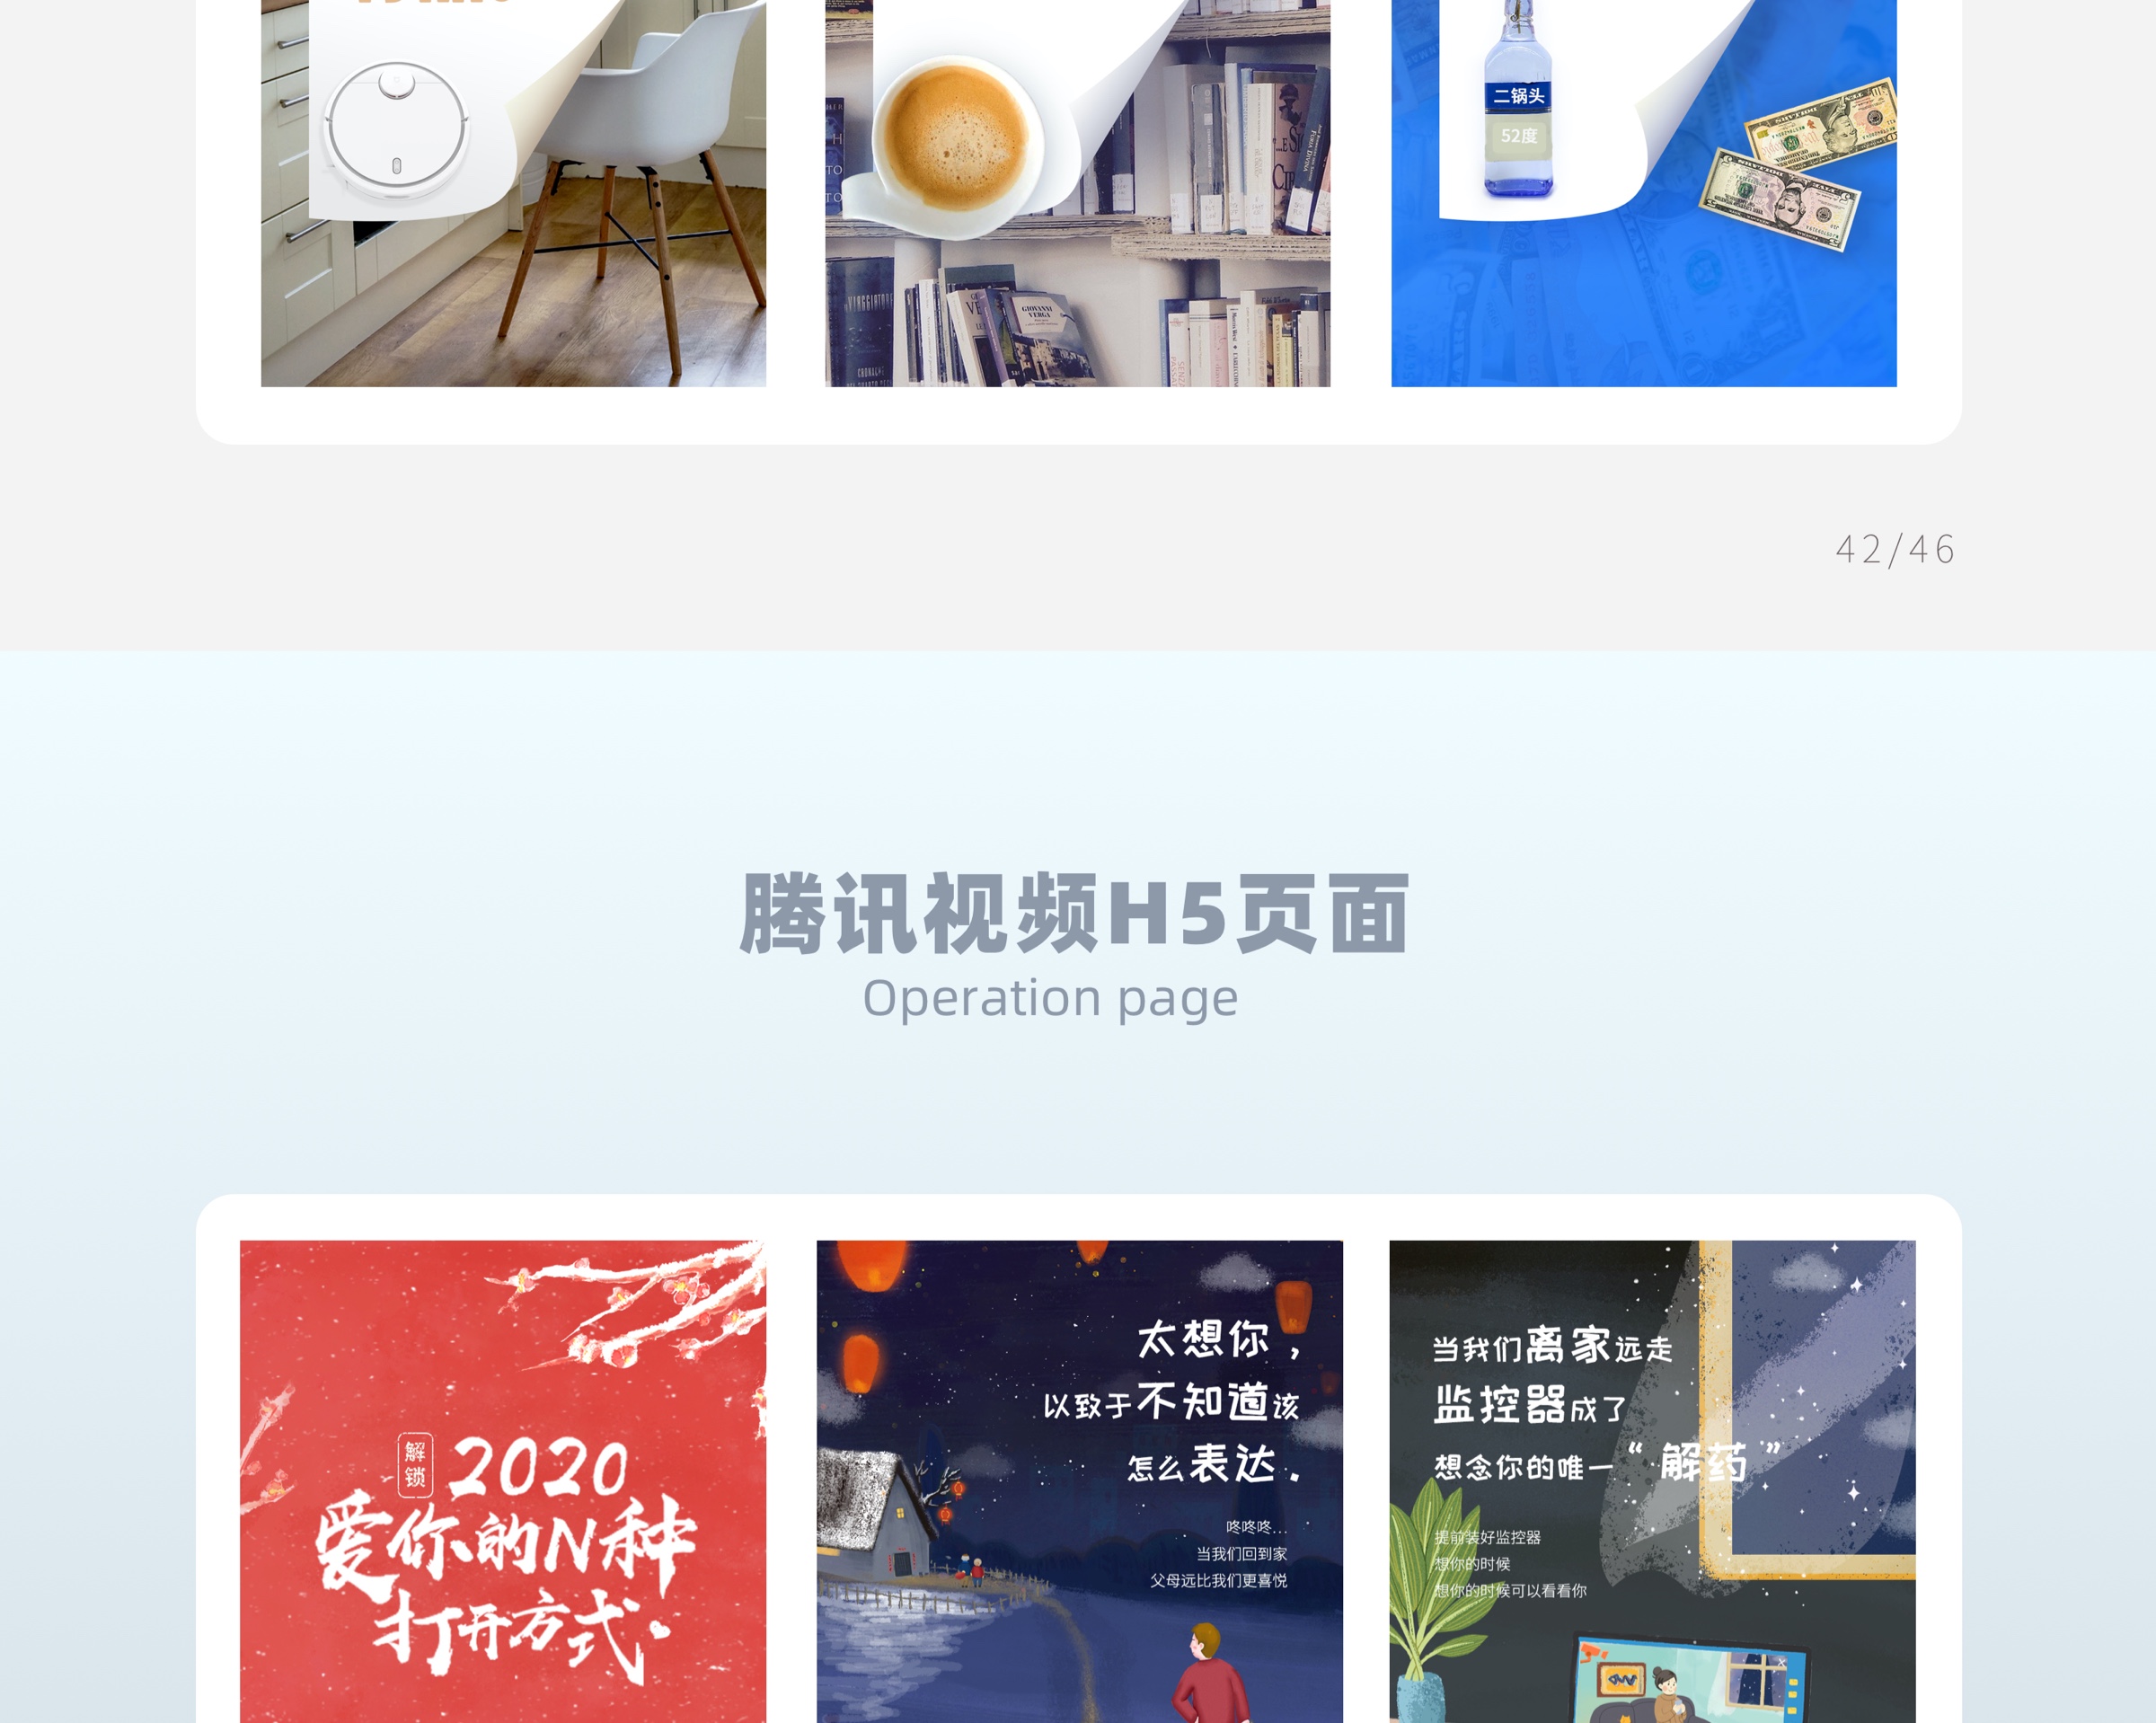 二锅头
52度
GIOVANNI
VERGA
42/46
腾讯视频H5页面
Operation page
解锁
2020
爱你的N种
打开方式
太想你，
以致于不知道该
怎么表达．
咚咚咚...
当我们回到家
父母远比我们更喜悦
当我们离家远走
监控器成了
想念你的唯一“解药”
提前装好监控器
想你的时候
想你的时候可以看看你